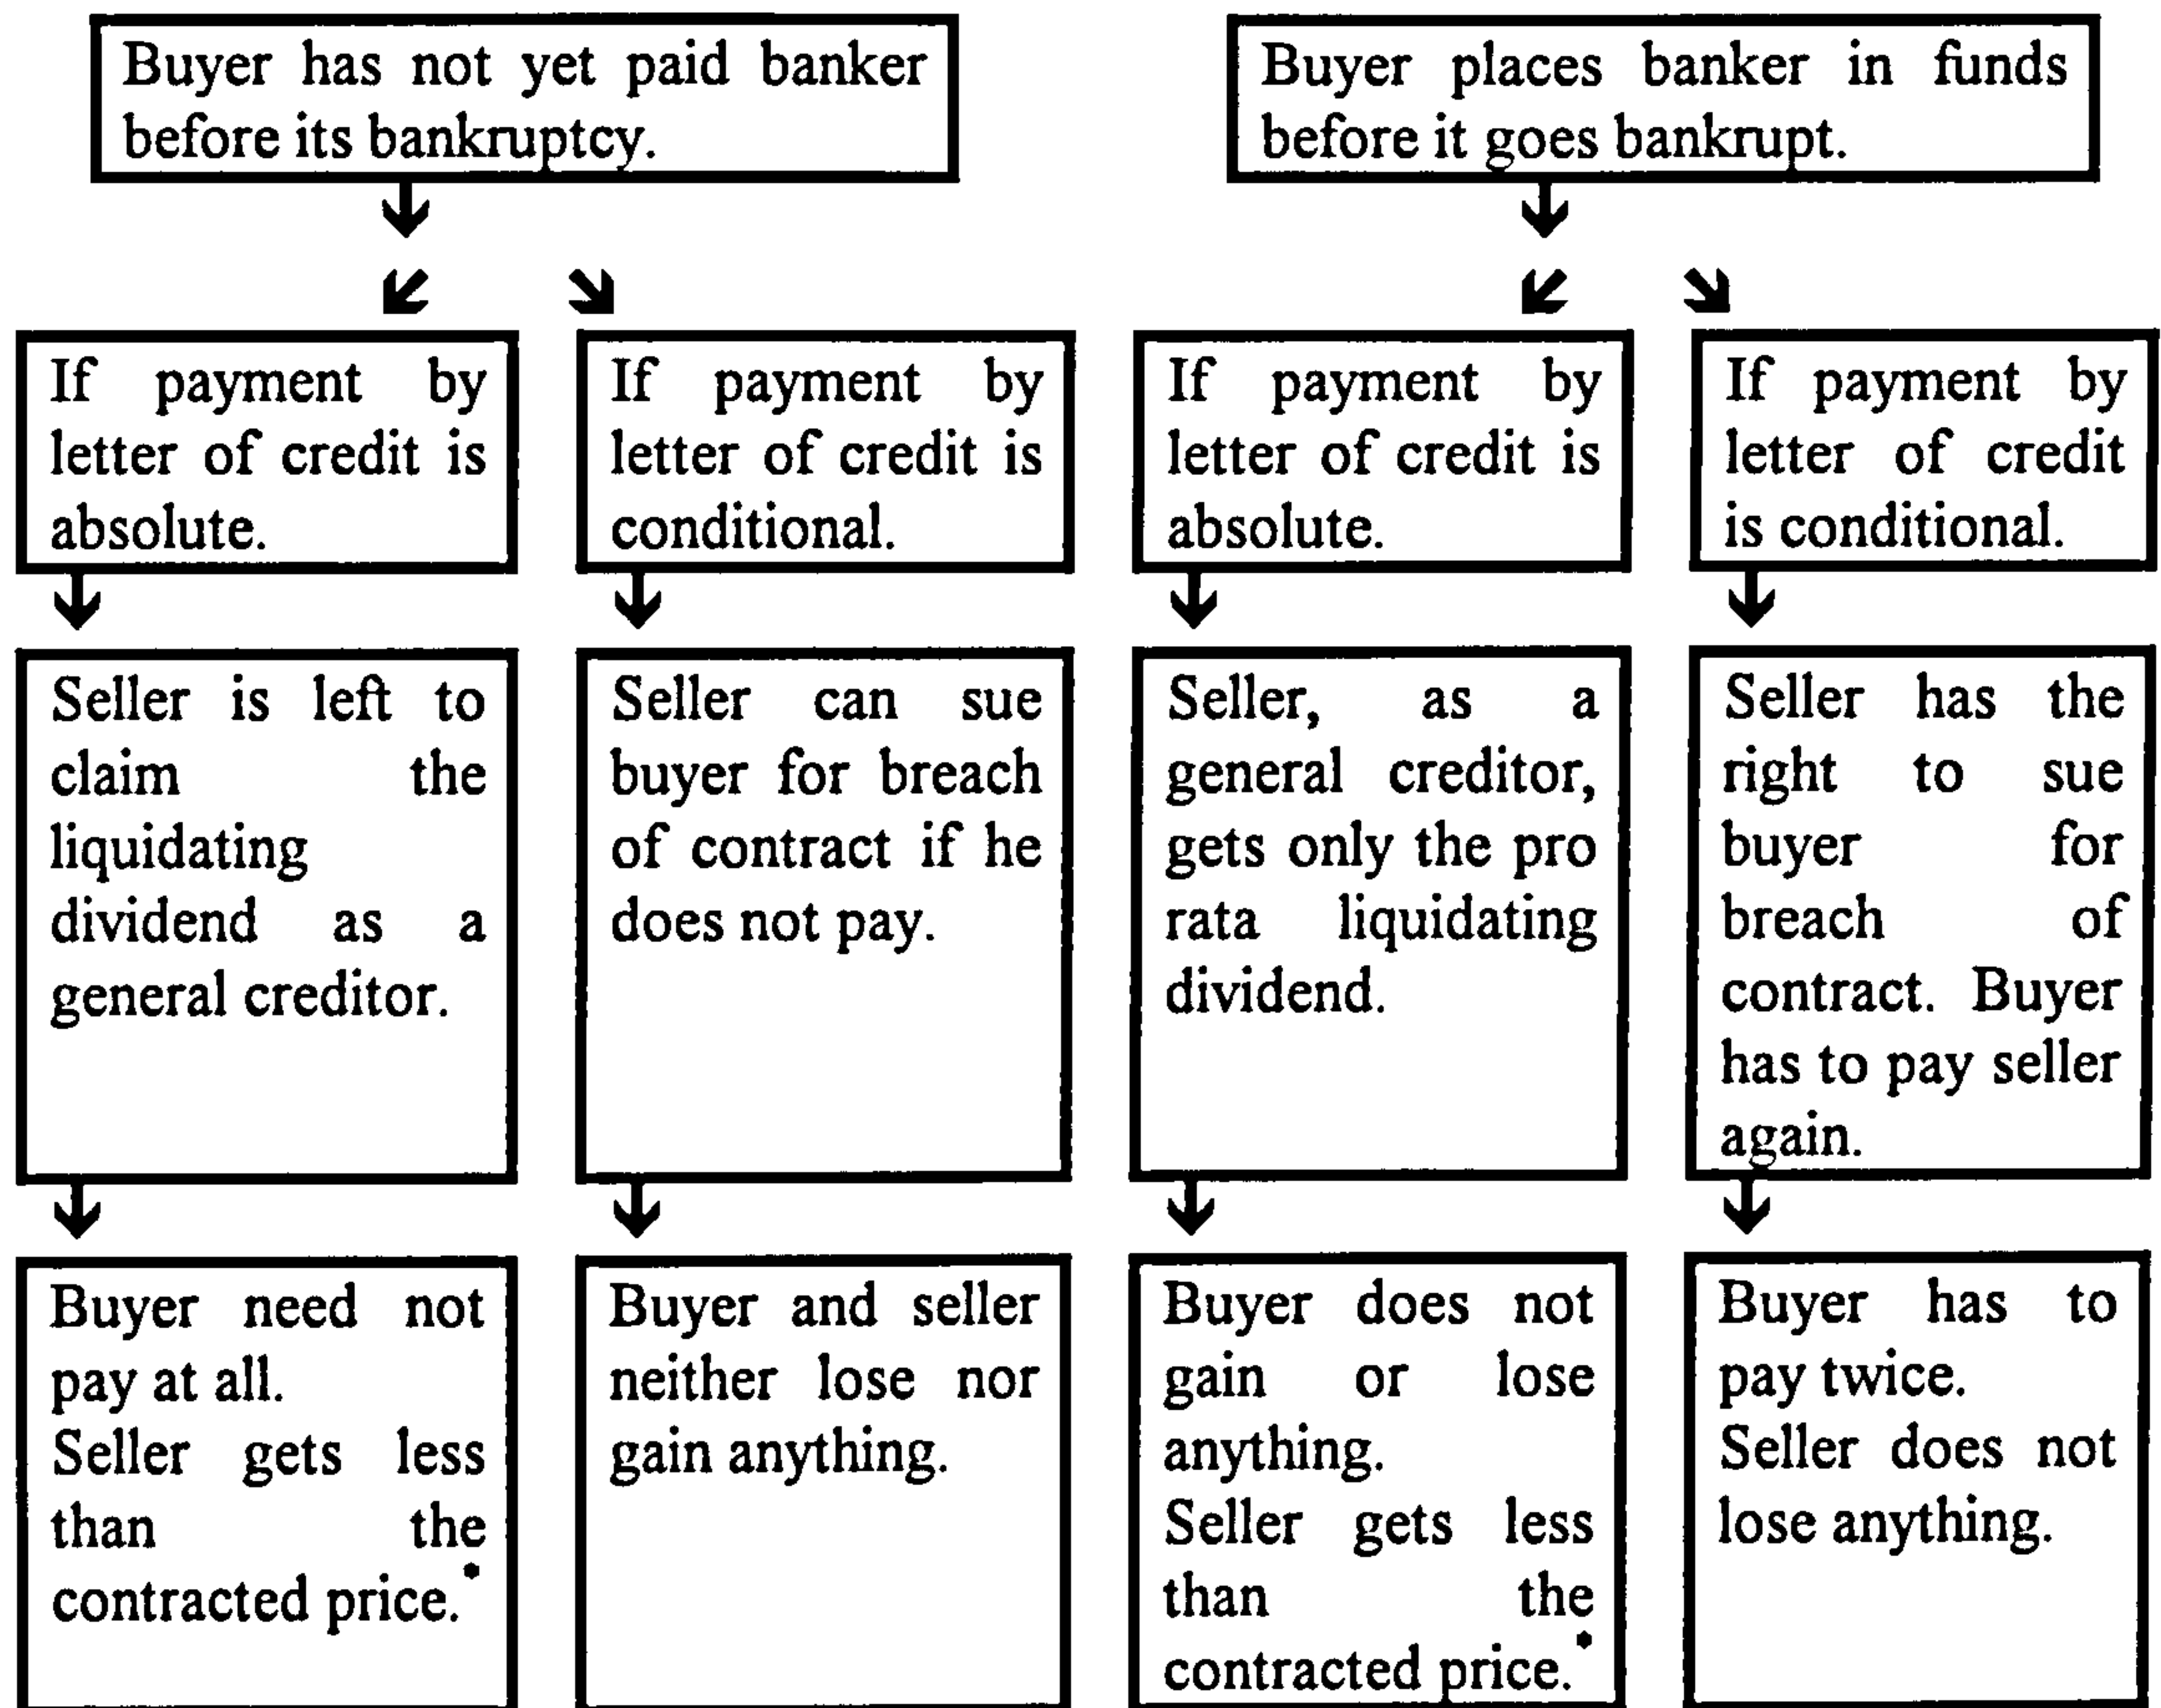 Buyer has not yet paid banker
before its bankruptcy.
Buyer places banker in funds
before it goes bankrupt.
If payment by
letter of credit is
absolute.
If payment by
letter of credit is
conditional.
If payment by
letter of credit is
absolute.
If payment by
letter of credit
is conditional.
Seller is left to
claim the
liquidating
dividend as a
general creditor.
Seller can sue
buyer for breach
of contract if he
does not pay.
Seller, as a
general creditor,
gets only the pro
rata liquidating
dividend.
Seller has the
right to sue
buyer for
breach of
contract. Buyer
has to pay seller
again.
Buyer need not
pay at all.
Seller gets less
than the
contracted price.*
Buyer and seller
neither lose nor
gain anything.
Buyer does not
gain or lose
anything.
Seller gets less
than the
contracted price.*
Buyer has to
pay twice.
Seller does not
lose anything.